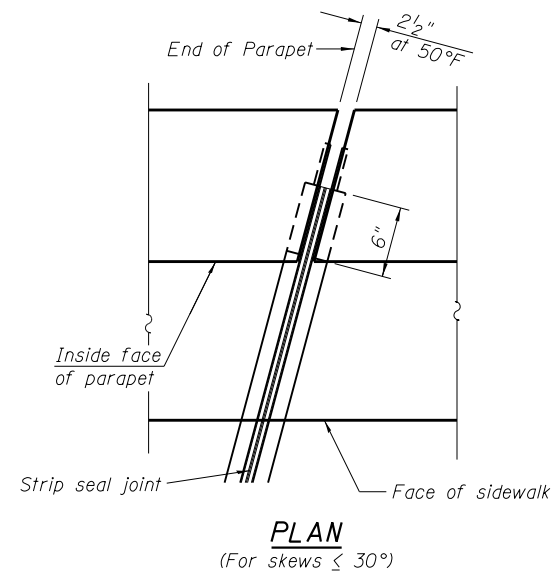 2½"
at 50°F
End of Parapet
6"
Inside face
of parapet
Strip seal joint
Face of sidewalk
PLAN
(For skews ≤ 30°)